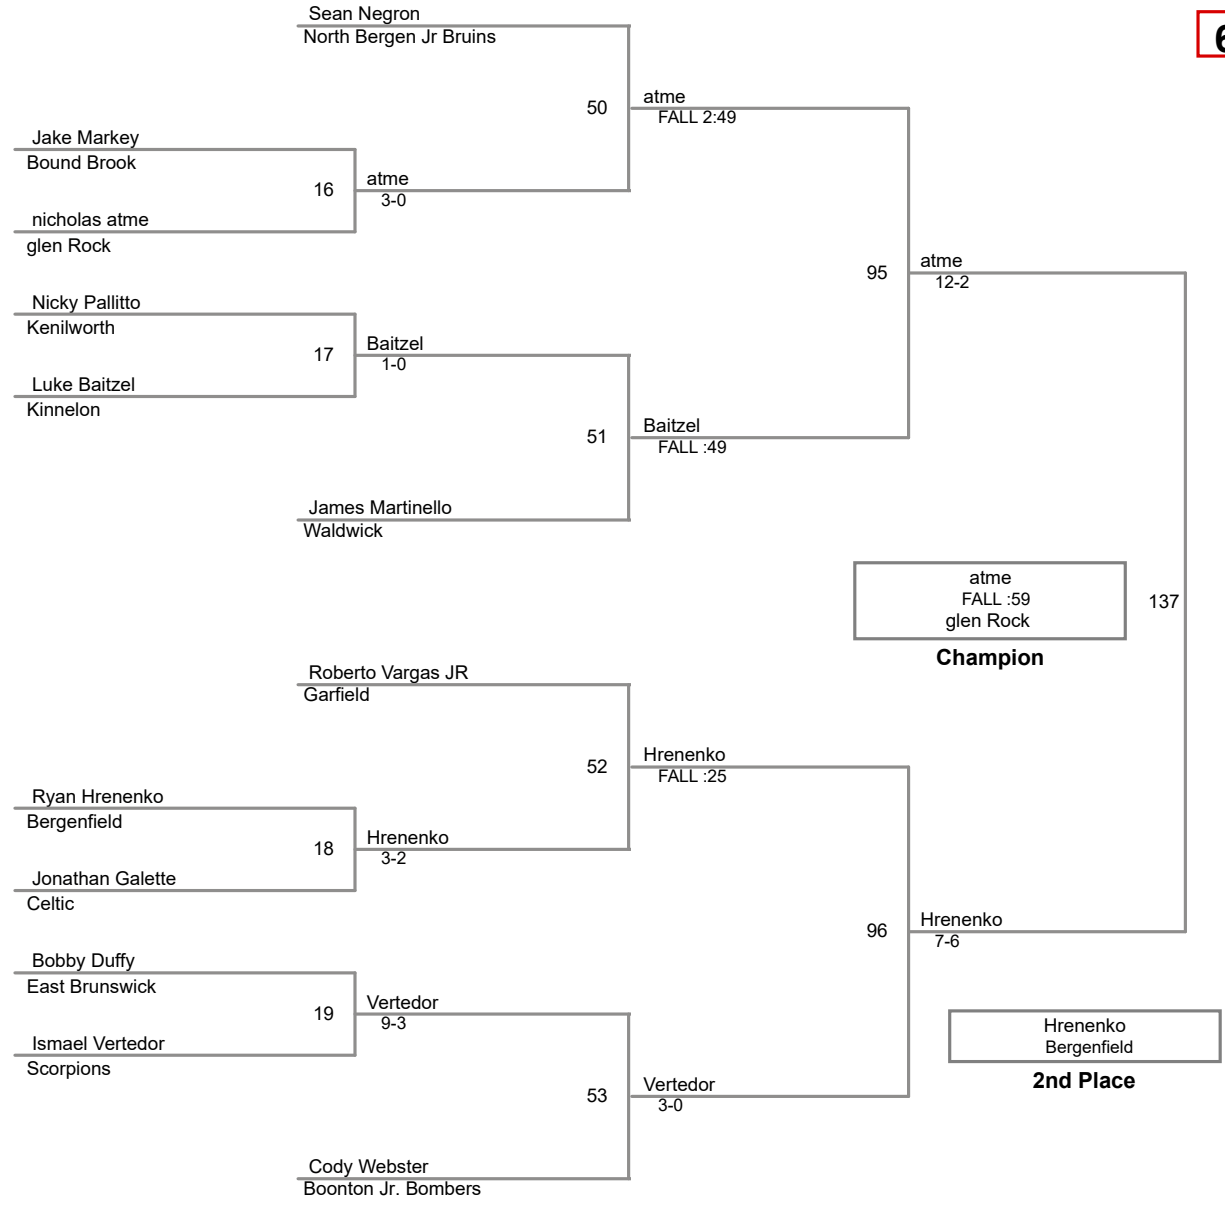 Sean Negron
North Bergen Jr Bruins
6
50
atme
FALL 2:49
Jake Markey
Bound Brook
16
atme
3-0
nicholas atme
glen Rock
95
atme
12-2
Nicky Pallitto
Kenilworth
17
Baitzel
1-0
Luke Baitzel
Kinnelon
51
Baitzel
FALL :49
James Martinello
Waldwick
atme
FALL :59
glen Rock
137
Champion
Roberto Vargas JR
Garfield
52
Hrenenko
FALL :25
Ryan Hrenenko
Bergenfield
18
Hrenenko
3-2
Jonathan Galette
Celtic
96
Hrenenko
7-6
Bobby Duffy
East Brunswick
19
Vertedor
9-3
Ismael Vertedor
Scorpions
Hrenenko
Bergenfield
2nd Place
53
Vertedor
3-0
Cody Webster
Boonton Jr. Bombers